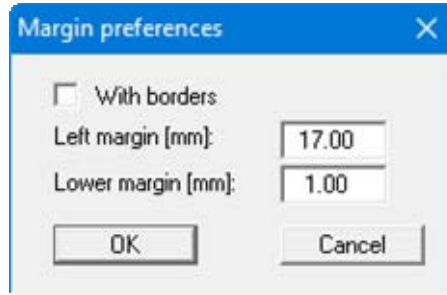 Margin preferences
With borders
Left margin [mm]: 17.00
Lower margin [mm]: 1.00
OK Cancel